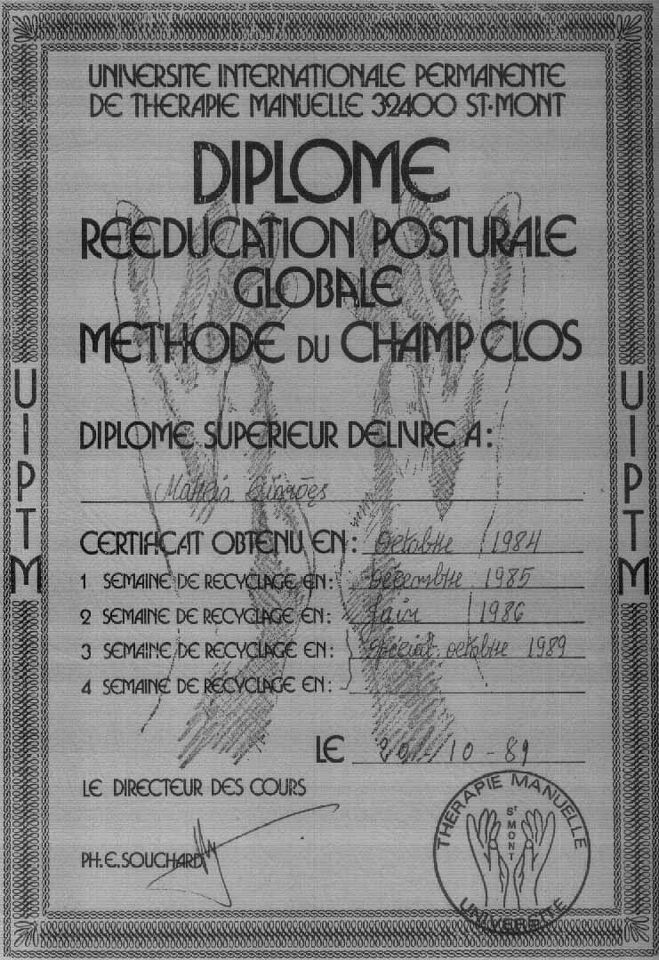 UNIVERSITE INTERNATIONALE PERMANENTE
DE THERAPIE MANUELLE 32400 ST-MONT
DIPLOME
REEDUCATION POSTURALE
GLOBALE
METHODE DU CHAMP CLOS
DIPLOME SUPERIEUR DELIVRE A:
CERTIFICAT OBTENU EN: Octobre 1984
1 SEMAINE DE RECYCLAGE EN: Décembre 1985
2 SEMAINE DE RECYCLAGE EN: Juin 1986
3 SEMAINE DE RECYCLAGE EN: Spécial octobre 1989
4 SEMAINE DE RECYCLAGE EN:
LE 20-10-89
LE DIRECTEUR DES COURS
PH. E. SOUCHARD
UIPTM
UIPTM
THERAPIE MANUELLE
ST MONT
UNIVERSITE